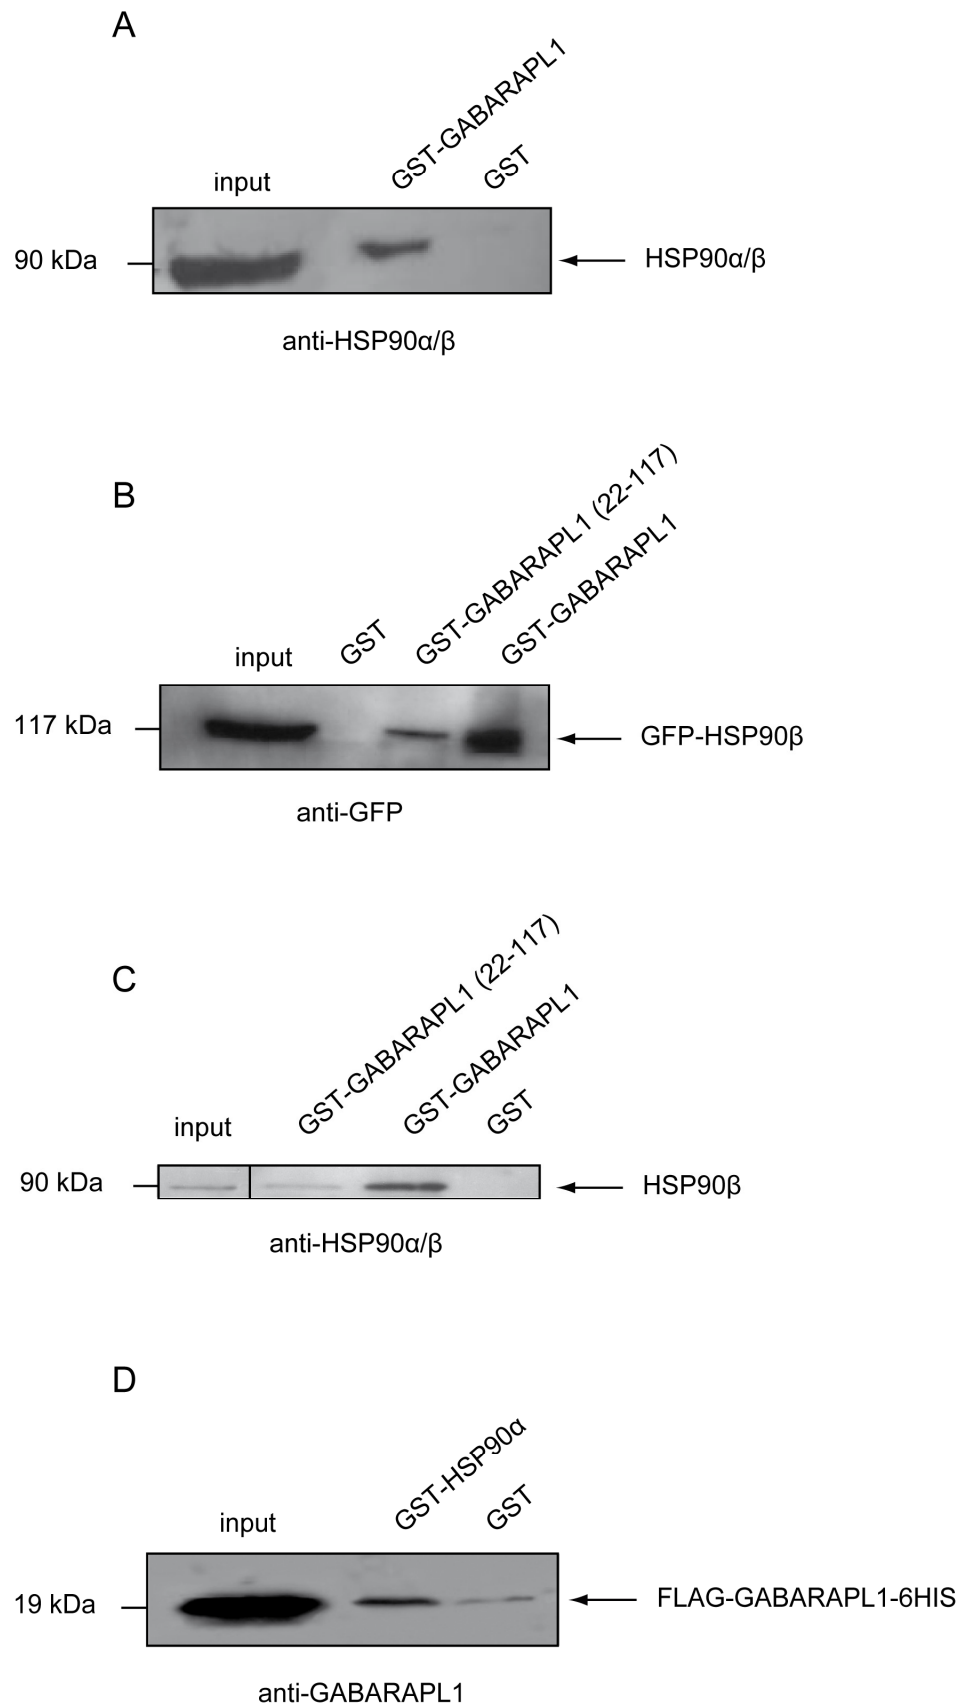 A
GST-GABARAPL1
GST
input
90 kDa
HSP90α/β
anti-HSP90α/β
B
GST-GABARAPL1 (22-117)
GST-GABARAPL1
GST
input
117 kDa
GFP-HSP90β
anti-GFP
C
GST-GABARAPL1 (22-117)
GST-GABARAPL1
GST
input
90 kDa
HSP90β
anti-HSP90α/β
D
GST-HSP90α
GST
input
19 kDa
FLAG-GABARAPL1-6HIS
anti-GABARAPL1